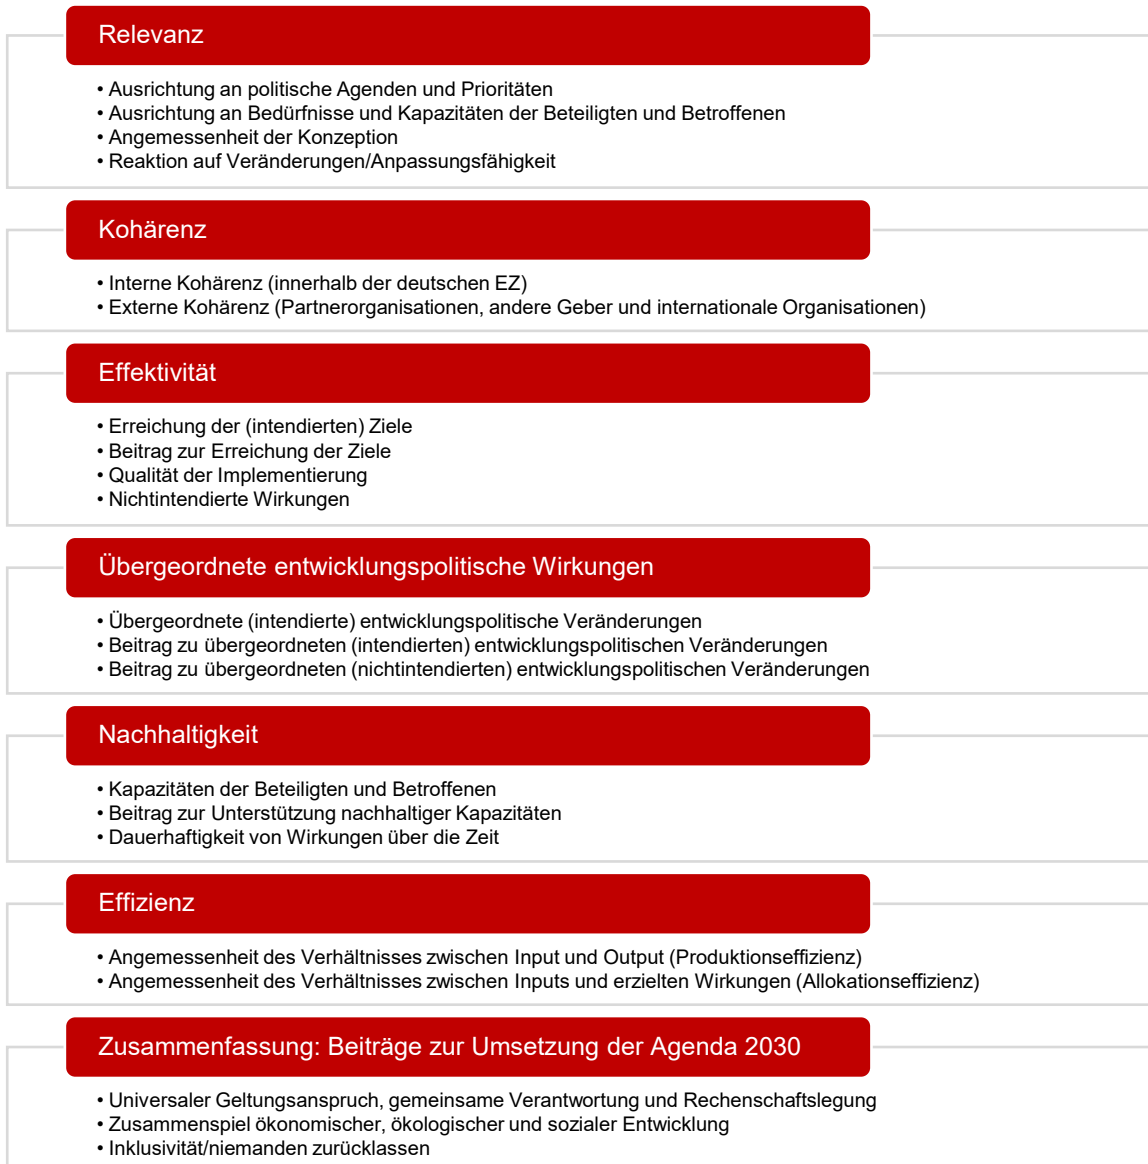 Relevanz
• Ausrichtung an politische Agenden und Prioritäten
• Ausrichtung an Bedürfnisse und Kapazitäten der Beteiligten und Betroffenen
• Angemessenheit der Konzeption
• Reaktion auf Veränderungen/Anpassungsfähigkeit
Kohärenz
• Interne Kohärenz (innerhalb der deutschen EZ)
• Externe Kohärenz (Partnerorganisationen, andere Geber und internationale Organisationen)
Effektivität
• Erreichung der (intendierten) Ziele
• Beitrag zur Erreichung der Ziele
• Qualität der Implementierung
• Nichtintendierte Wirkungen
Übergeordnete entwicklungspolitische Wirkungen
• Übergeordnete (intendierte) entwicklungspolitische Veränderungen
• Beitrag zu übergeordneten (intendierten) entwicklungspolitischen Veränderungen
• Beitrag zu übergeordneten (nichtintendierten) entwicklungspolitischen Veränderungen
Nachhaltigkeit
• Kapazitäten der Beteiligten und Betroffenen
• Beitrag zur Unterstützung nachhaltiger Kapazitäten
• Dauerhaftigkeit von Wirkungen über die Zeit
Effizienz
• Angemessenheit des Verhältnisses zwischen Input und Output (Produktionseffizienz)
• Angemessenheit des Verhältnisses zwischen Inputs und erzielten Wirkungen (Allokationseffizienz)
Zusammenfassung: Beiträge zur Umsetzung der Agenda 2030
• Universaler Geltungsanspruch, gemeinsame Verantwortung und Rechenschaftslegung
• Zusammenspiel ökonomischer, ökologischer und sozialer Entwicklung
• Inklusivität/niemanden zurücklassen